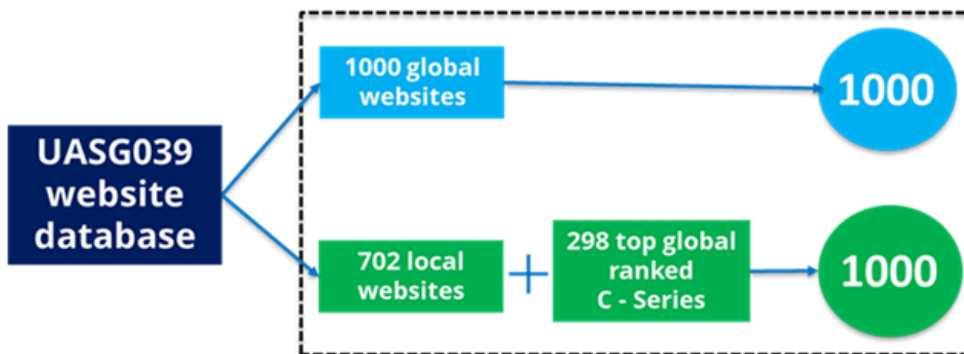 UASG039
website
database
1000 global
websites
1000
702 local
websites
+
298 top global
ranked
C - Series
1000